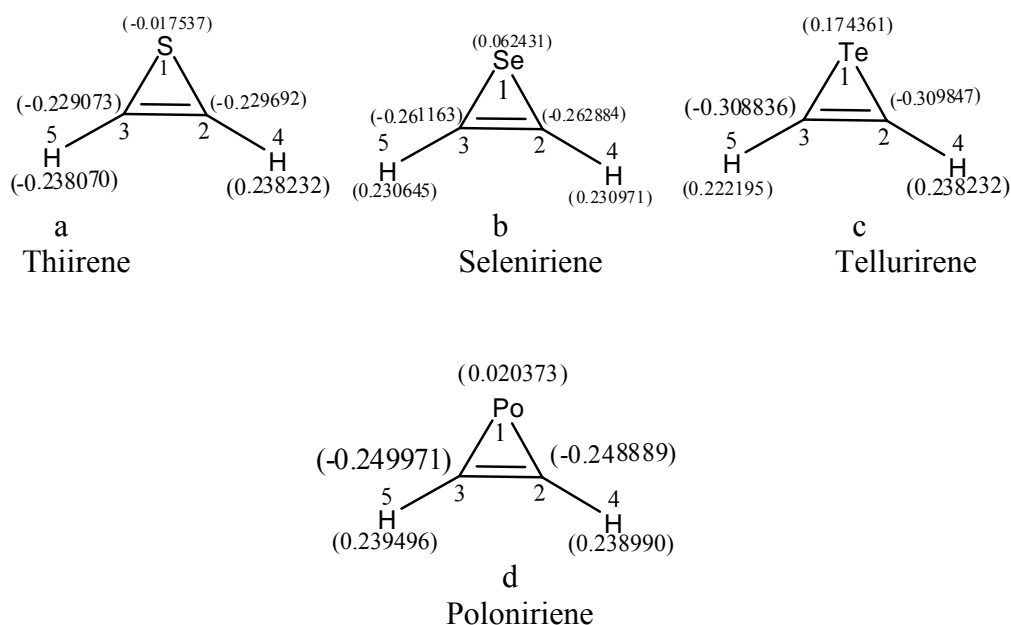 (-0.017537)
S
1
(-0.229073)
(-0.229692)
5
3
2
4
H
H
(-0.238070)
(0.238232)
a
Thiirene
(0.062431)
Se
1
(-0.261163)
(-0.262884)
5
3
2
4
H
H
(0.230645)
(0.230971)
b
Seleniriene
(0.174361)
Te
1
(-0.308836)
(-0.309847)
5
3
2
4
H
H
(0.222195)
(0.238232)
c
Tellurirene
(0.020373)
Po
1
(-0.249971)
(-0.248889)
5
3
2
4
H
H
(0.239496)
(0.238990)
d
Poloniriene